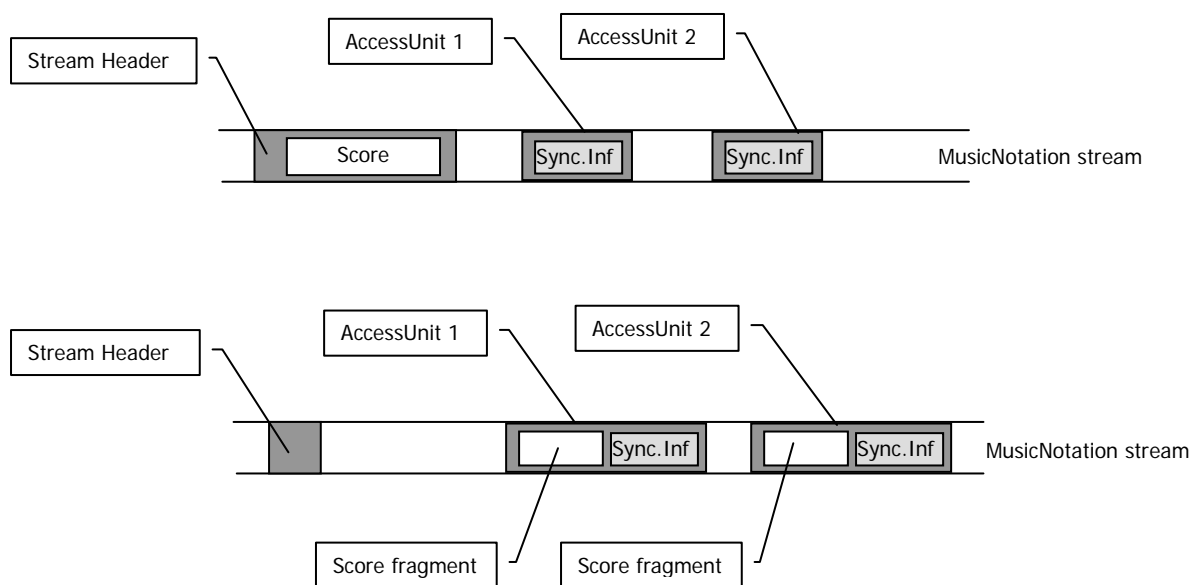 AccessUnit 1
AccessUnit 2
Stream Header
Score
Sync.Inf
Sync.Inf
MusicNotation stream
AccessUnit 1
AccessUnit 2
Stream Header
Sync.Inf
Sync.Inf
MusicNotation stream
Score fragment
Score fragment